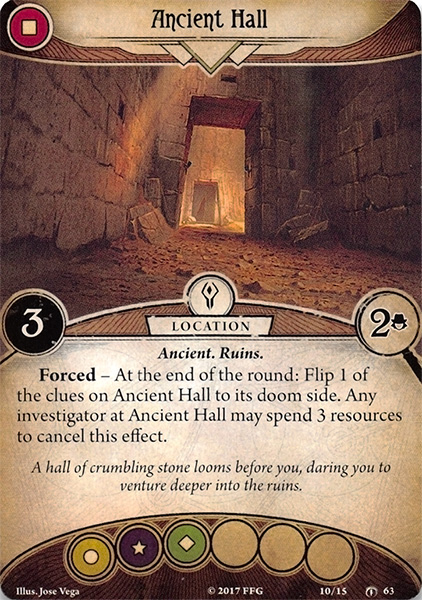 Ancient Hall
3
LOCATION
2
Ancient. Ruins.
Forced – At the end of the round: Flip 1 of
the clues on Ancient Hall to its doom side. Any
investigator at Ancient Hall may spend 3 resources
to cancel this effect.
A hall of crumbling stone looms before you, daring you to
venture deeper into the ruins.
Illus. Jose Vega © 2017 FFG 10/15 63